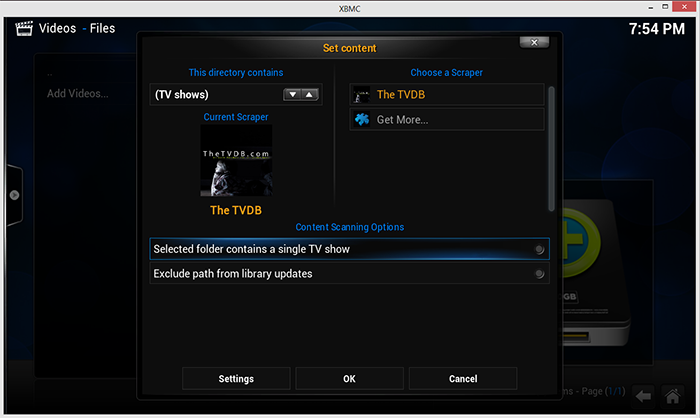 XBMC
Videos - Files
7:54 PM
Set content
..
Add Videos...
This directory contains
(TV shows)
Current Scraper
TheTVDB.com
The TVDB
Choose a Scraper
The TVDB
Get More...
Content Scanning Options
Selected folder contains a single TV show
Exclude path from library updates
GB
Settings
OK
Cancel
ms - Page (1/1)